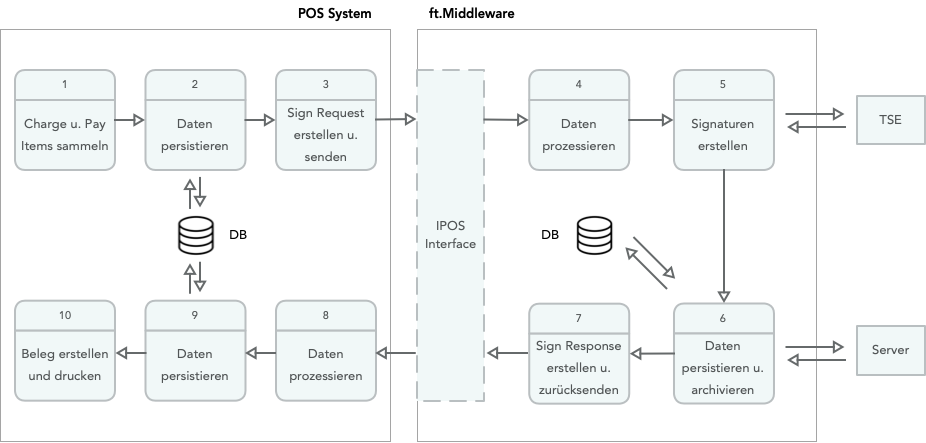 POS System
ft.Middleware
1
Charge u. Pay
Items sammeln
2
Daten
persistieren
3
Sign Request
erstellen u.
senden
4
Daten
prozessieren
5
Signaturen
erstellen
TSE
DB
IPOS
Interface
DB
10
Beleg erstellen
und drucken
9
Daten
persistieren
8
Daten
prozessieren
7
Sign Response
erstellen u.
zurücksenden
6
Daten
persistieren u.
archivieren
Server